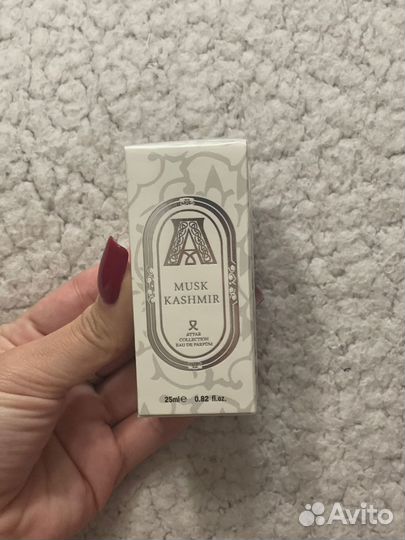 A
MUSK
KASHMIR
ATTAR
COLLECTION
EAU DE PARFUM
25ml℮ 0.82 fl.oz.
Avito